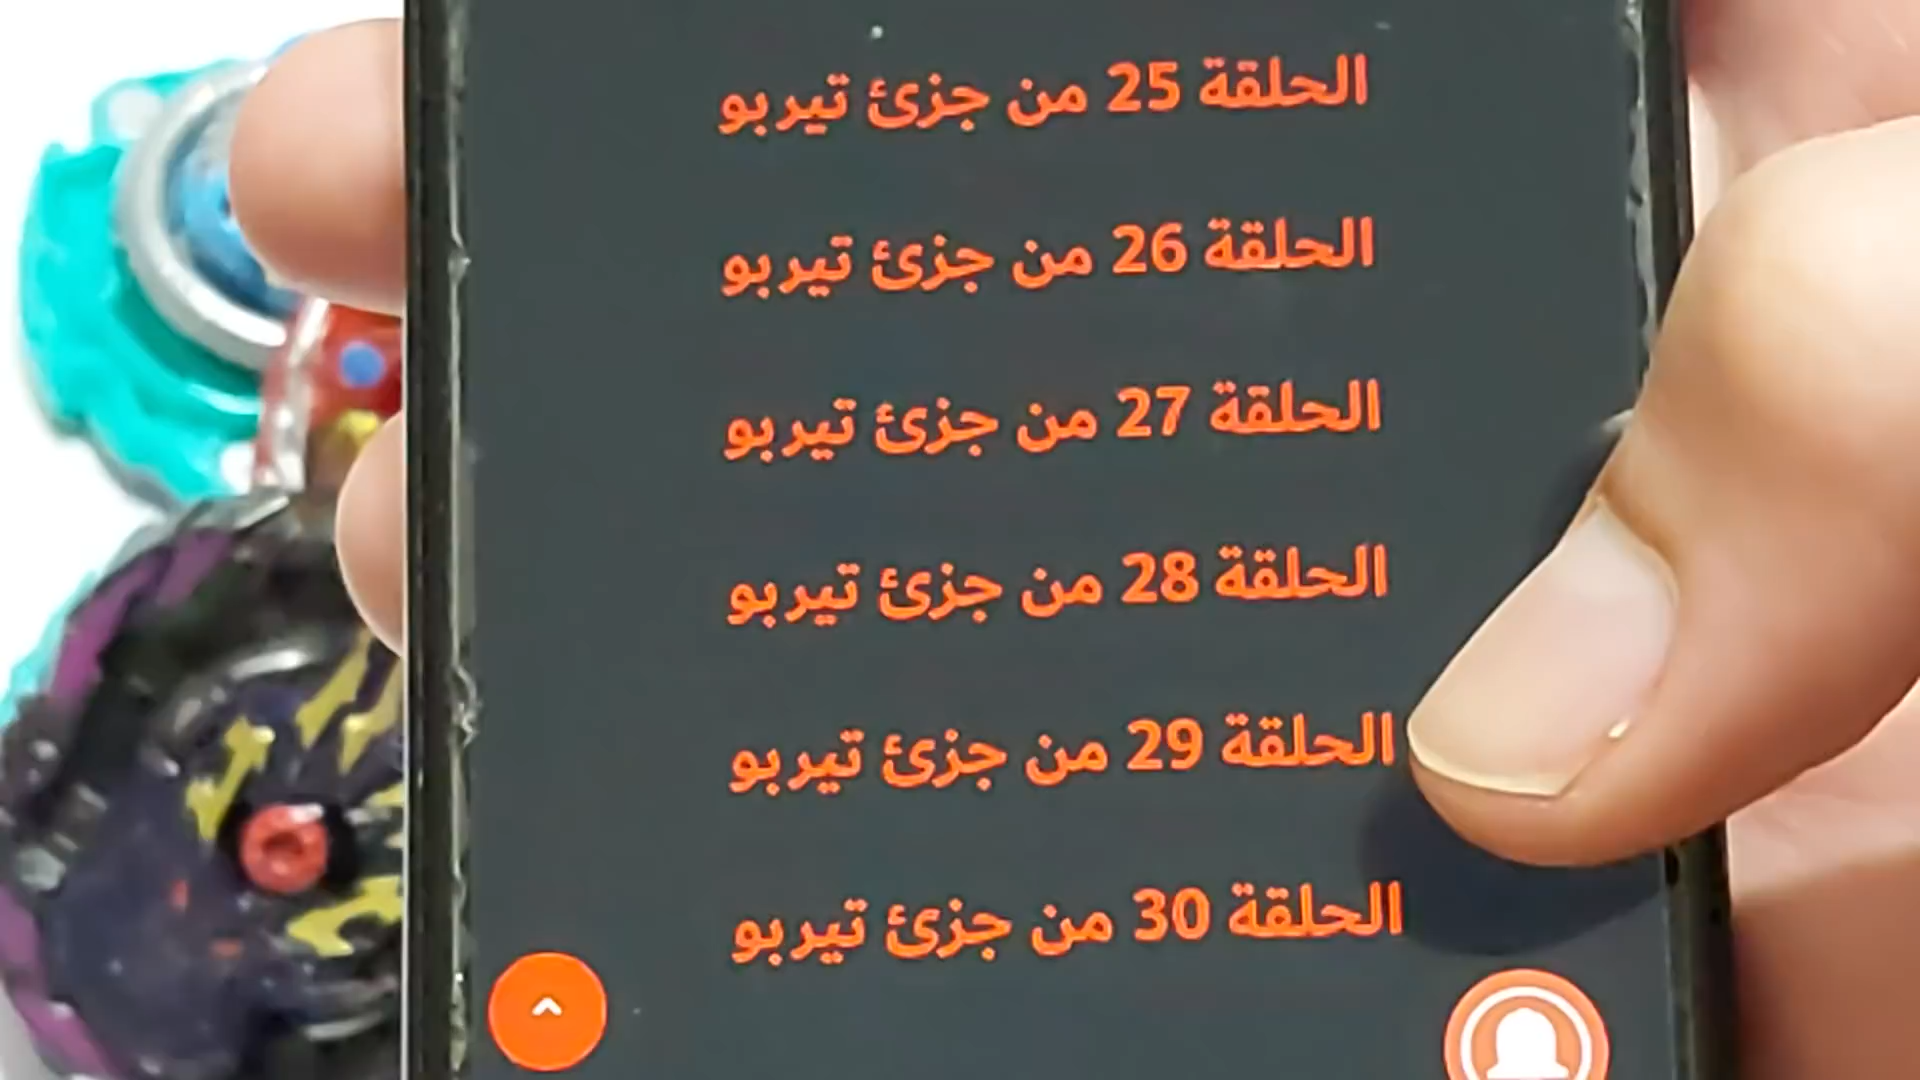 الحلقة 25 من جزئ تيربو
الحلقة 26 من جزئ تيربو
الحلقة 27 من جزئ تيربو
الحلقة 28 من جزئ تيربو
الحلقة 29 من جزئ تيربو
الحلقة 30 من جزئ تيربو